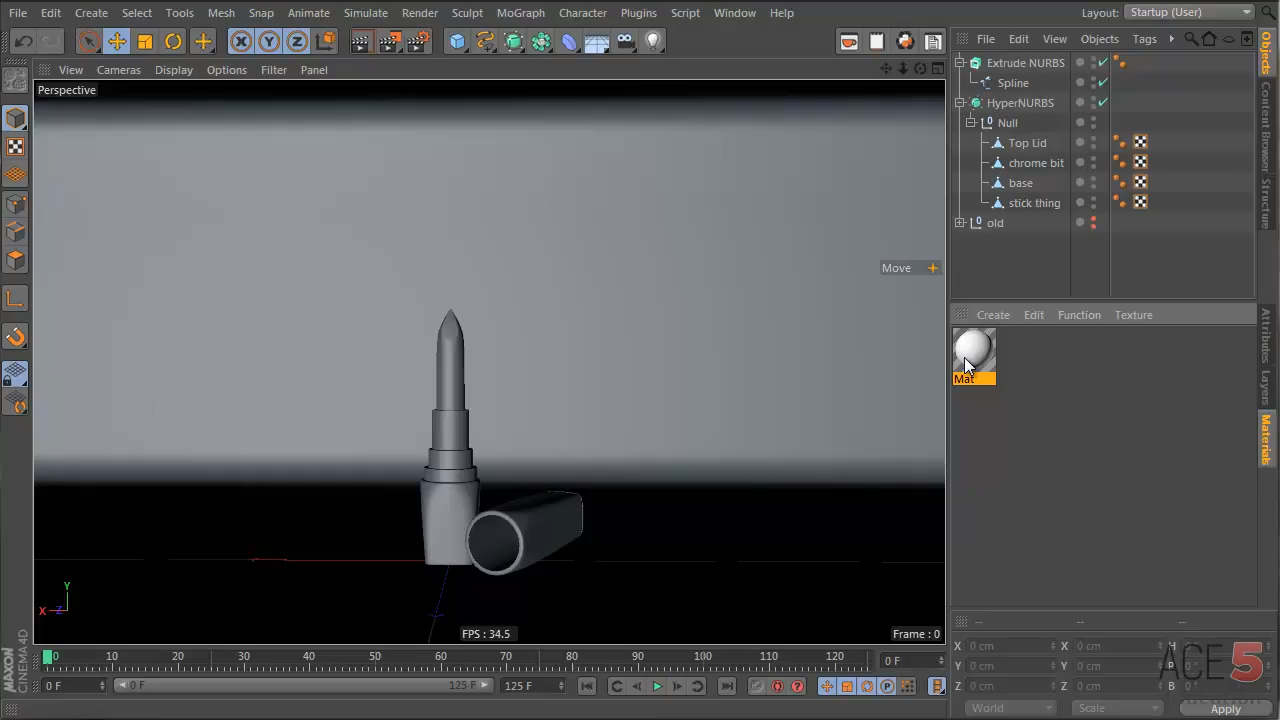 File Edit Create Select Tools Mesh Snap Animate Simulate Render Sculpt MoGraph Character Plugins Script Window Help Layout: Startup (User)
View Cameras Display Options Filter Panel
File Edit View Objects Tags
Perspective
Extrude NURBS
Spline
HyperNURBS
Null
Top Lid
chrome bit
base
stick thing
old
Move
Create Edit Function Texture
Mat
Objects
Content Browser
Structure
Attributes
Layers
Materials
Y
X Z
FPS : 34.5
Frame : 0
0 10 20 30 40 50 60 70 80 90 100 110 120 0 F
0 F 0 F 125 F 125 F
X 0 cm X 0 cm H
Y 0 cm Y 0 cm P 0 °
Z 0 cm Z 0 cm B 0 °
World Scale Apply
ACE 5
MAXON
CINEMA4D